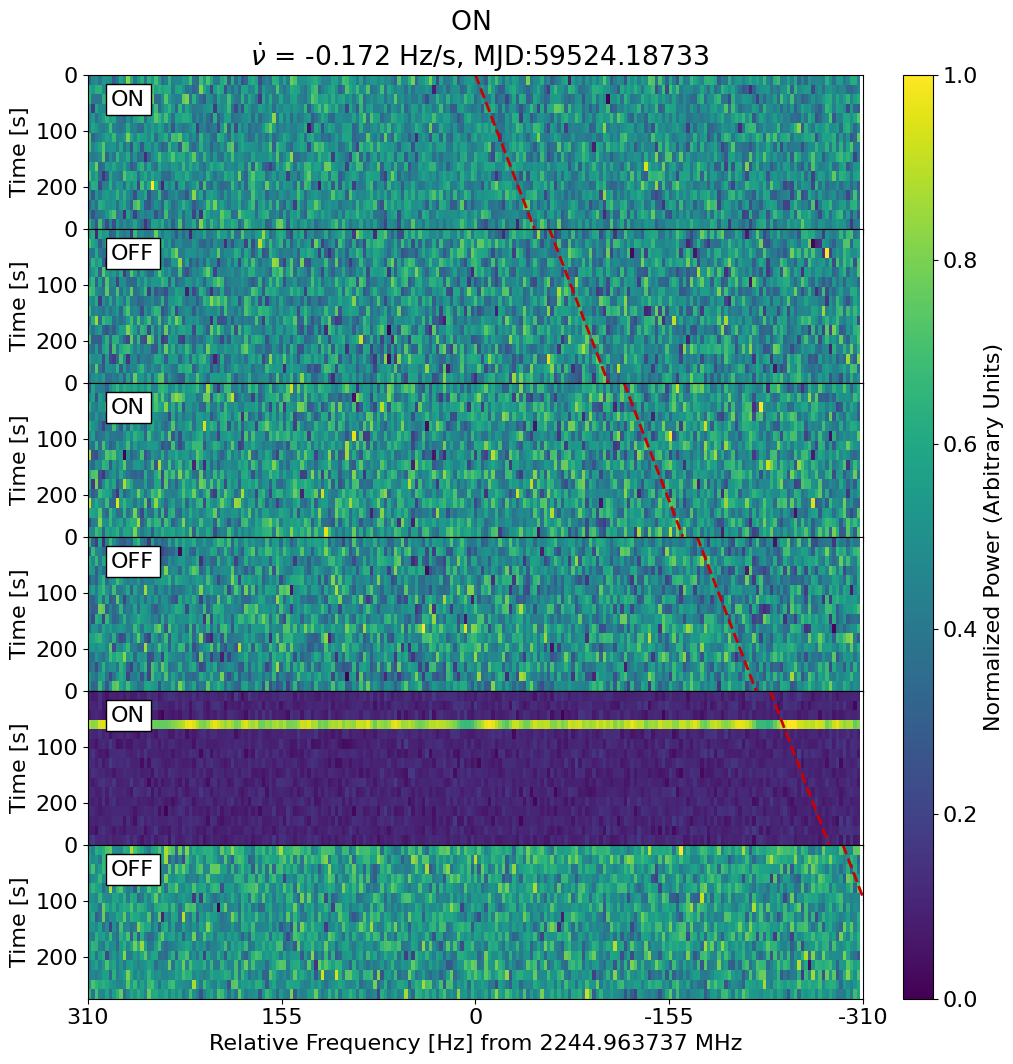 ON
ν̇ = -0.172 Hz/s, MJD:59524.18733
0
100
200
Time [s]
ON
0
100
200
Time [s]
OFF
0
100
200
Time [s]
ON
0
100
200
Time [s]
OFF
0
100
200
Time [s]
ON
0
100
200
Time [s]
OFF
310 155 0 -155 -310
Relative Frequency [Hz] from 2244.963737 MHz
1.0
0.8
0.6
0.4
0.2
0.0
Normalized Power (Arbitrary Units)